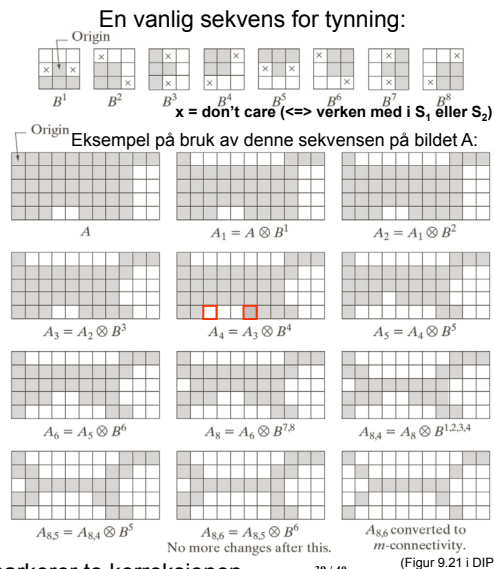 En vanlig sekvens for tynning:
Origin
× × × × × × × × × × × × × × × ×
B¹ B² B³ B⁴ B⁵ B⁶ B⁷ B⁸
x = don't care (<=> verken med i S₁ eller S₂)
Origin
Eksempel på bruk av denne sekvensen på bildet A:
A A₁ = A ⊗ B¹ A₂ = A₁ ⊗ B²
A₃ = A₂ ⊗ B³ A₄ = A₃ ⊗ B⁴ A₅ = A₄ ⊗ B⁵
A₆ = A₅ ⊗ B⁶ A₈ = A₆ ⊗ B⁷,⁸ A₈,₄ = A₈ ⊗ B¹,²,³,⁴
A₈,₅ = A₈,₄ ⊗ B⁵ A₈,₆ = A₈,₅ ⊗ B⁶ A₈,₆ converted to
No more changes after this. m-connectivity.
(Figur 9.21 i DIP